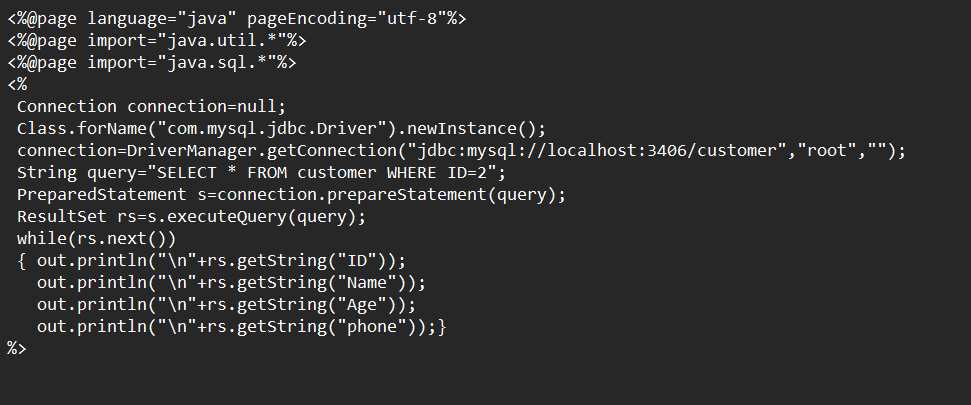 <%@page language="java" pageEncoding="utf-8"%>
<%@page import="java.util.*"%>
<%@page import="java.sql.*"%>
<%
Connection connection=null;
Class.forName("com.mysql.jdbc.Driver").newInstance();
connection=DriverManager.getConnection("jdbc:mysql://localhost:3406/customer","root","");
String query="SELECT * FROM customer WHERE ID=2";
PreparedStatement s=connection.prepareStatement(query);
ResultSet rs=s.executeQuery(query);
while(rs.next())
{ out.println("\n"+rs.getString("ID"));
out.println("\n"+rs.getString("Name"));
out.println("\n"+rs.getString("Age"));
out.println("\n"+rs.getString("phone"));}
%>